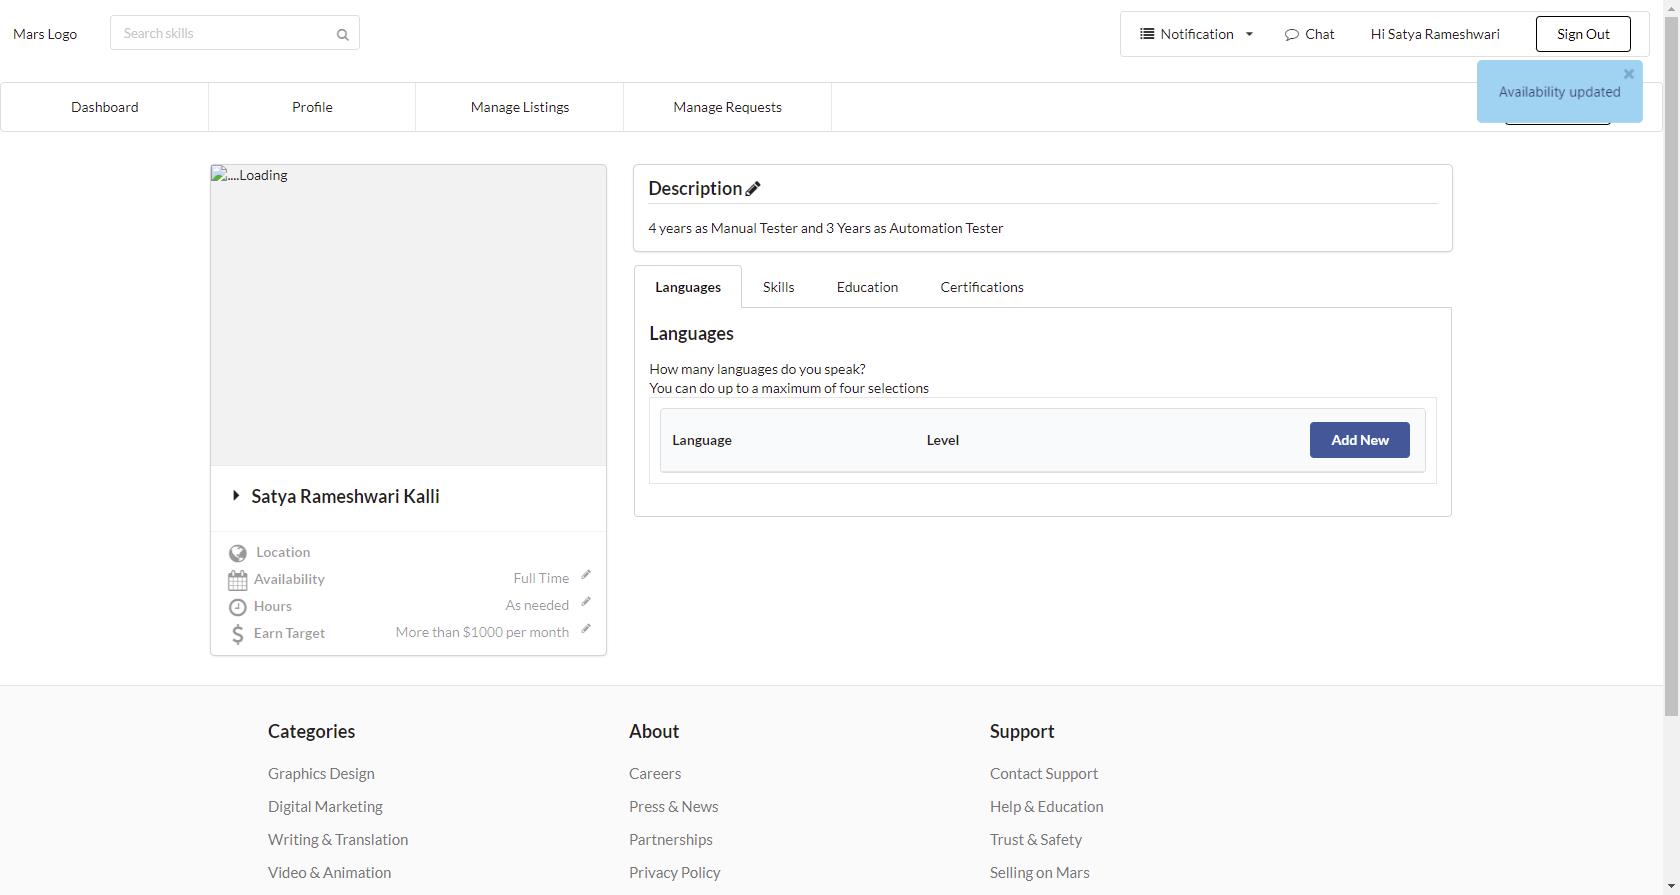 Mars Logo
Search skills
Notification
Chat
Hi Satya Rameshwari
Sign Out
Availability updated
Dashboard
Profile
Manage Listings
Manage Requests
....Loading
Description
4 years as Manual Tester and 3 Years as Automation Tester
Languages
Skills
Education
Certifications
Languages
How many languages do you speak?
You can do up to a maximum of four selections
Language
Level
Add New
Satya Rameshwari Kalli
Location
Availability
Full Time
Hours
As needed
Earn Target
More than $1000 per month
Categories
Graphics Design
Digital Marketing
Writing & Translation
Video & Animation
About
Careers
Press & News
Partnerships
Privacy Policy
Support
Contact Support
Help & Education
Trust & Safety
Selling on Mars